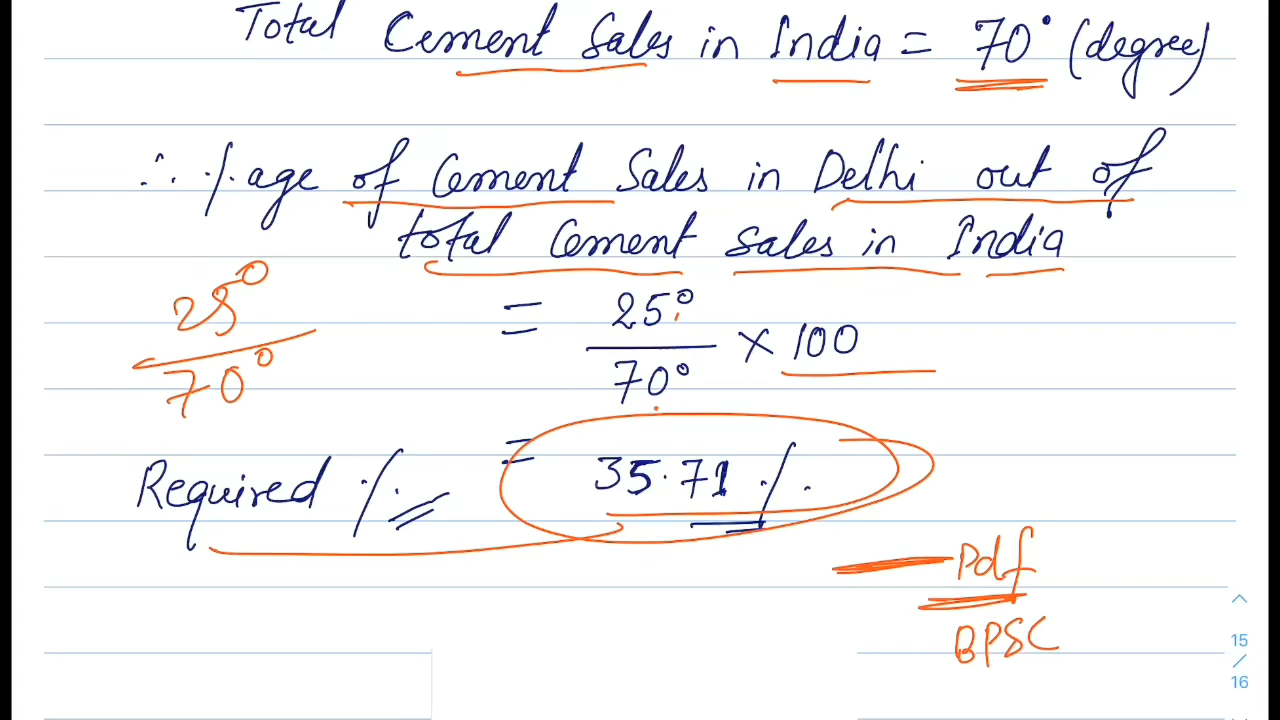 Total Cement Sales in India = 70° (degree)
∴ %age of Cement Sales in Delhi out of
total Cement sales in India
25°
70°
= 25°
70° × 100
Required % = 35.71 %
Pdf
BPSC
15
/
16